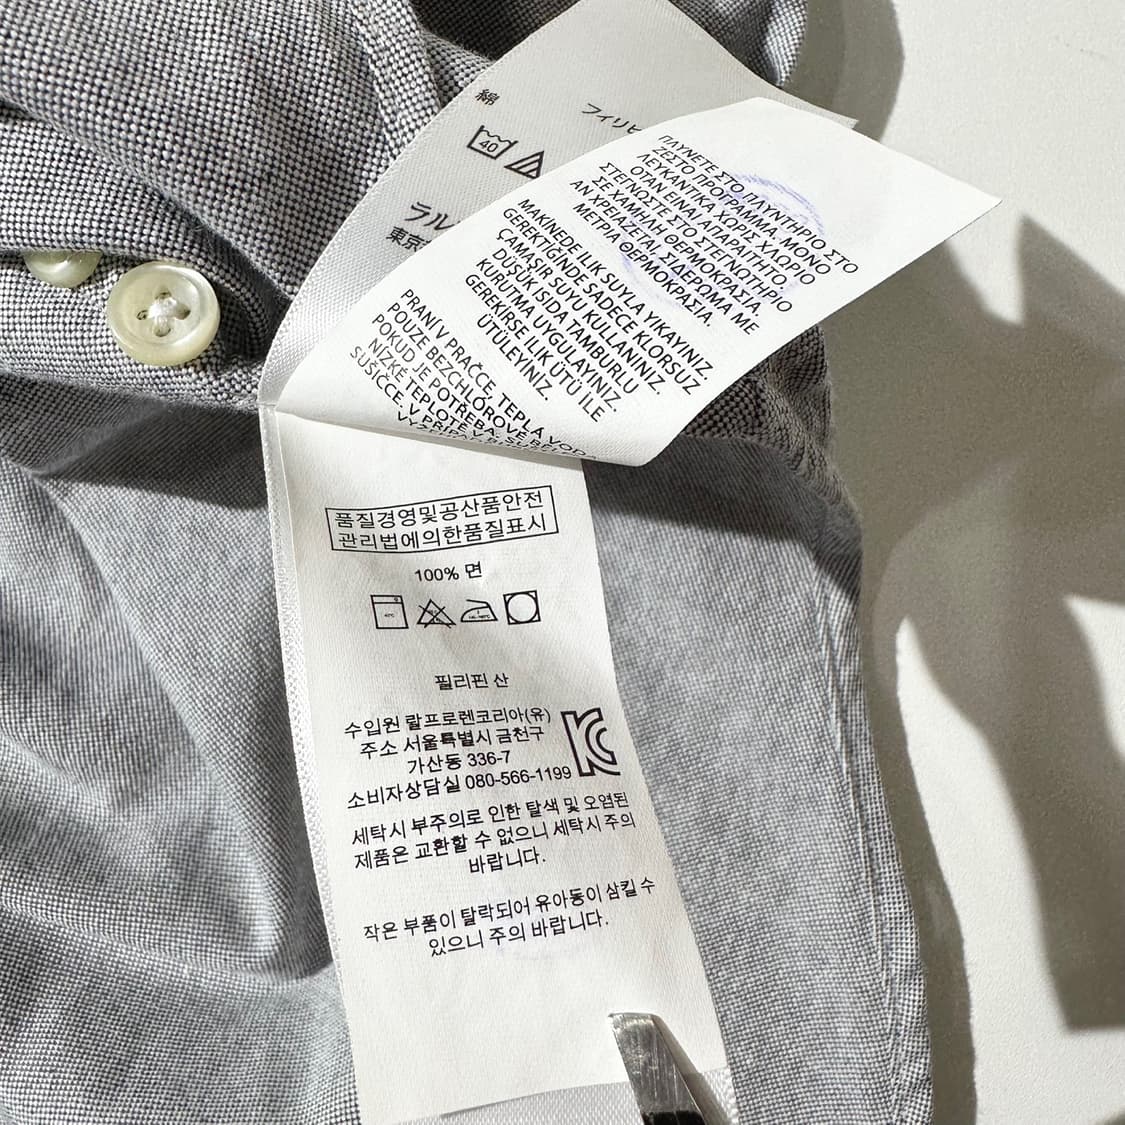 綿
フィリピ
40
ラル
東京
ΠΛΥΝΕΤΕ ΣΤΟ ΠΛΥΝΤΗΡΙΟ ΣΤΟ
ΖΕΣΤΟ ΠΡΟΓΡΑΜΜΑ, ΜΟΝΟ
ΛΕΥΚΑΝΤΙΚΑ ΧΩΡΙΣ ΧΛΩΡΙΟ
ΟΤΑΝ ΕΙΝΑΙ ΑΠΑΡΑΙΤΗΤΟ,
ΣΤΕΓΝΩΣΤΕ ΣΤΟ ΣΤΕΓΝΩΤΗΡΙΟ
ΣΕ ΧΑΜΗΛΗ ΘΕΡΜΟΚΡΑΣΙΑ,
ΑΝ ΧΡΕΙΑΖΕΤΑΙ, ΣΙΔΕΡΩΜΑ ΜΕ
ΜΕΤΡΙΑ ΘΕΡΜΟΚΡΑΣΙΑ.
MAKİNEDE ILIK SUYLA YIKAYINIZ.
GEREKTİĞİNDE SADECE KLORSUZ
ÇAMAŞIR SUYU KULLANINIZ
DÜŞÜK ISIDA TAMBURLU
KURUTMA UYGULAYINIZ.
GEREKİRSE ILIK ÜTÜ İLE
ÜTÜLEYİNİZ.
PRANÍ V PRAČCE, TEPLÁ VODA
POUZE BEZCHLÓROVÉ BĚLEDLO
POKUD JE POTŘEBA, SUŠENÍ
NÍZKÉ TEPLOTĚ V
SUŠIČCE, V PŘÍPADĚ
품질경영및공산품안전
관리법에의한품질표시
100% 면
필리핀 산
수입원 랄프로렌코리아(유)
주소 서울특별시 금천구
가산동 336-7
소비자상담실 080-566-1199
세탁시 부주의로 인한 탈색 및 오염된
제품은 교환할 수 없으니 세탁시 주의
바랍니다.
작은 부품이 탈락되어 유아동이 삼킬 수
있으니 주의 바랍니다.